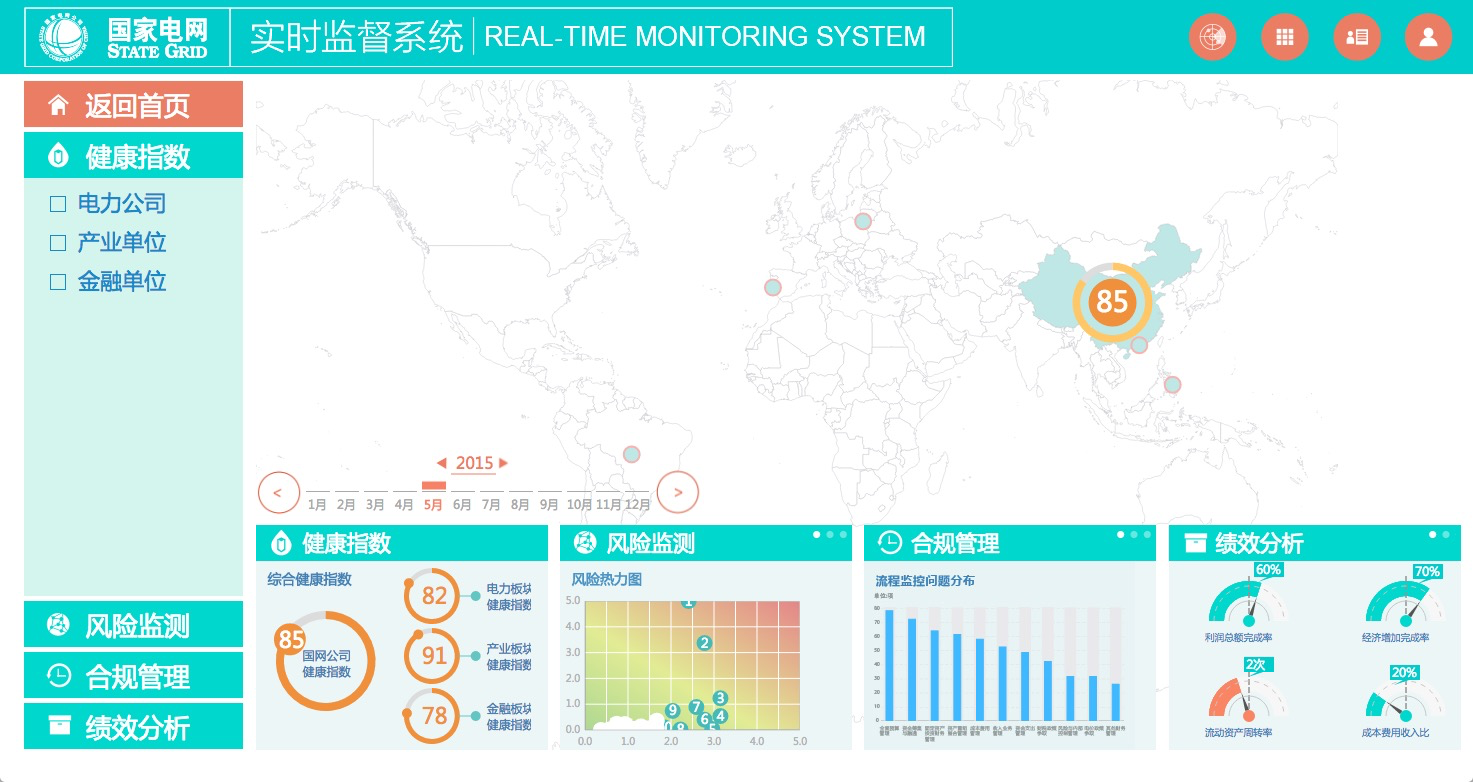 国家电网
STATE GRID
实时监督系统
REAL-TIME MONITORING SYSTEM
返回首页
健康指数
电力公司
产业单位
金融单位
风险监测
合规管理
绩效分析
85
2015
<
1月 2月 3月 4月 5月 6月 7月 8月 9月 10月 11月 12月
>
健康指数
综合健康指数
85
国网公司
健康指数
82
电力板块
健康指数
91
产业板块
健康指数
78
金融板块
健康指数
风险监测
风险热力图
5.0
4.0
3.0
2.0
1.0
0.0
0.0 1.0 2.0 3.0 4.0 5.0
1
2
3
7
9
4
6
合规管理
流程监控问题分布
80
70
60
50
40
30
20
10
0
绩效分析
60%
利润总额完成率
70%
经济增加完成率
2次
流动资产周转率
20%
成本费用收入比